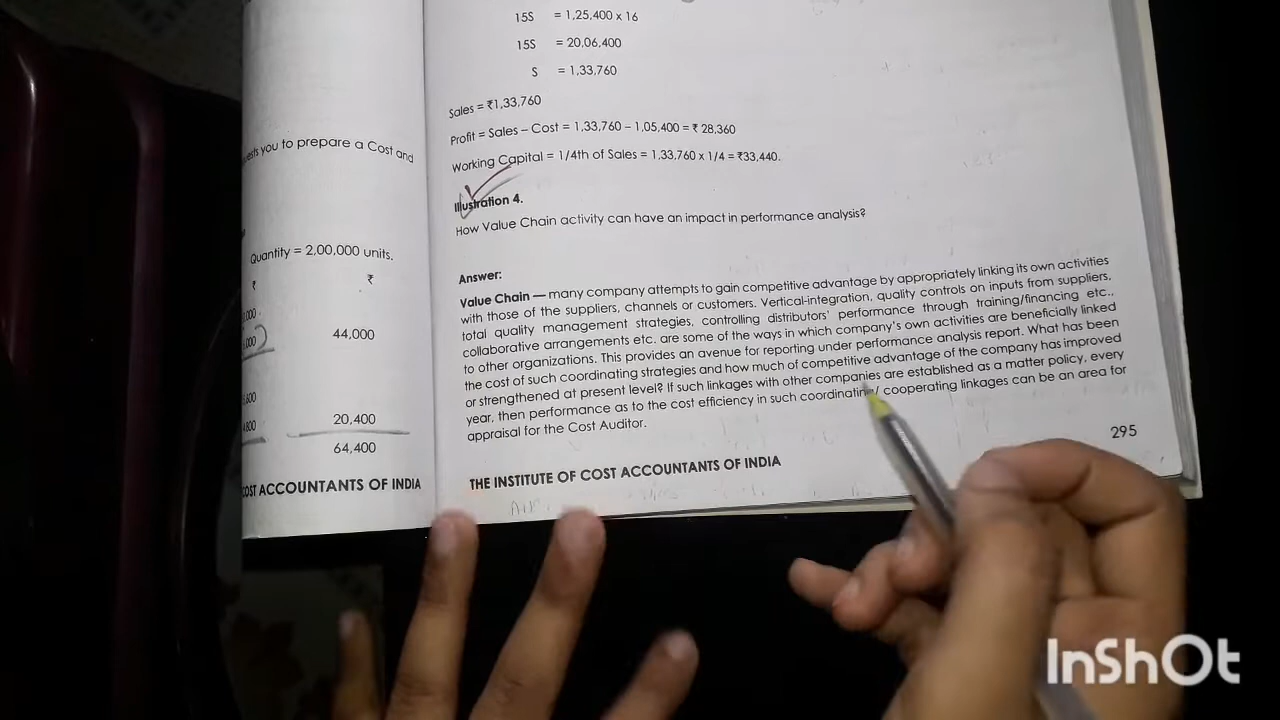 ests you to prepare a Cost and
Quantity = 2,00,000 units.
₹ ₹
44,000
20,400
64,400
COST ACCOUNTANTS OF INDIA
15S = 1,25,400 x 16
15S = 20,06,400
S = 1,33,760
Sales = ₹1,33,760
Profit = Sales – Cost = 1,33,760 – 1,05,400 = ₹ 28,360
Working Capital = 1/4th of Sales = 1,33,760 x 1/4 = ₹33,440.
Illustration 4.
How Value Chain activity can have an impact in performance analysis?
Answer:
Value Chain — many company attempts to gain competitive advantage by appropriately linking its own activities
with those of the suppliers, channels or customers. Vertical-integration, quality controls on inputs from suppliers,
total quality management strategies, controlling distributors' performance through training/financing etc.,
collaborative arrangements etc. are some of the ways in which company's own activities are beneficially linked
to other organizations. This provides an avenue for reporting under performance analysis report. What has been
the cost of such coordinating strategies and how much of competitive advantage of the company has improved
or strengthened at present level? If such linkages with other companies are established as a matter policy, every
year, then performance as to the cost efficiency in such coordinating/ cooperating linkages can be an area for
appraisal for the Cost Auditor.
295
THE INSTITUTE OF COST ACCOUNTANTS OF INDIA
InShOt